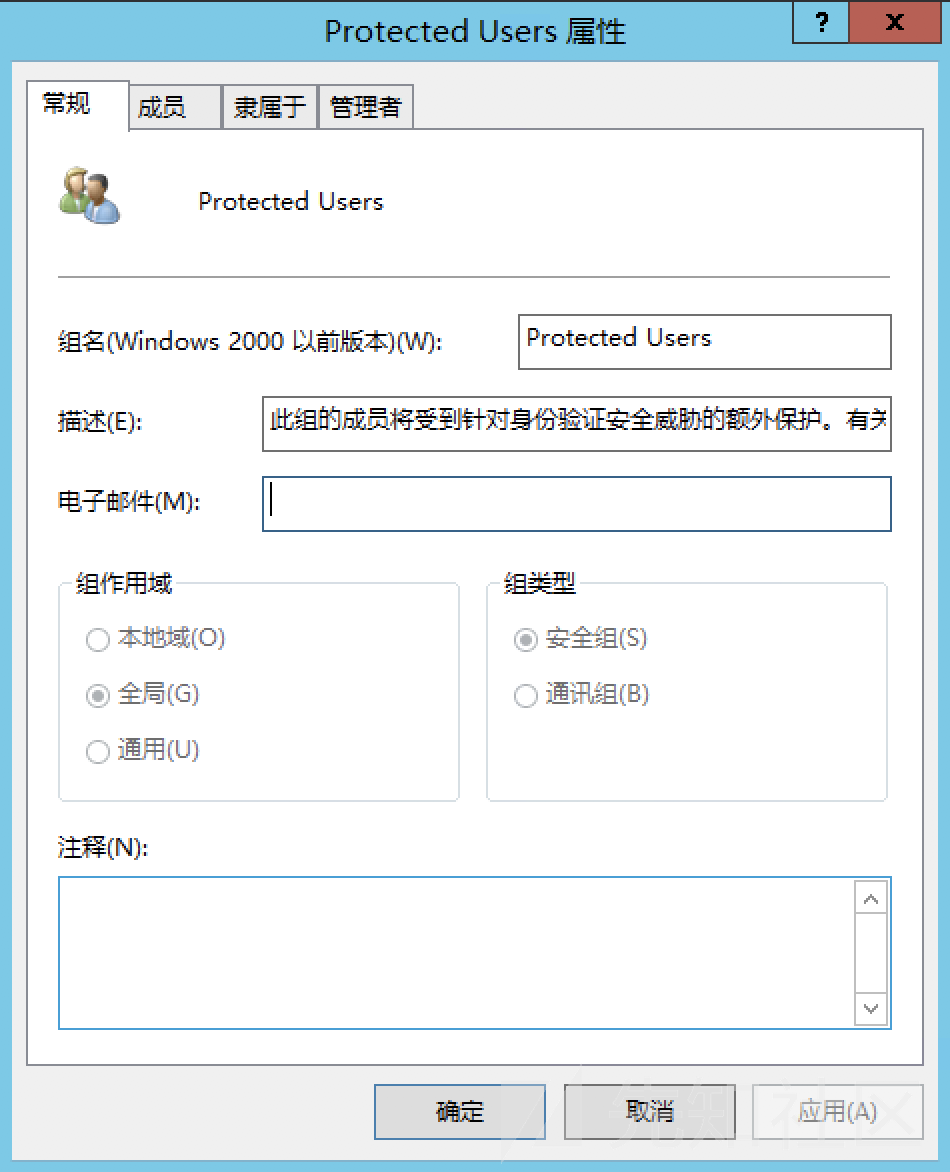 Protected Users 属性
?
X
常规
成员
隶属于
管理者
Protected Users
组名(Windows 2000 以前版本)(W):
Protected Users
描述(E):
此组的成员将受到针对身份验证安全威胁的额外保护。有关
电子邮件(M):
组作用域
组类型
本地域(O)
安全组(S)
全局(G)
通讯组(B)
通用(U)
注释(N):
确定
取消
应用(A)
先知社区